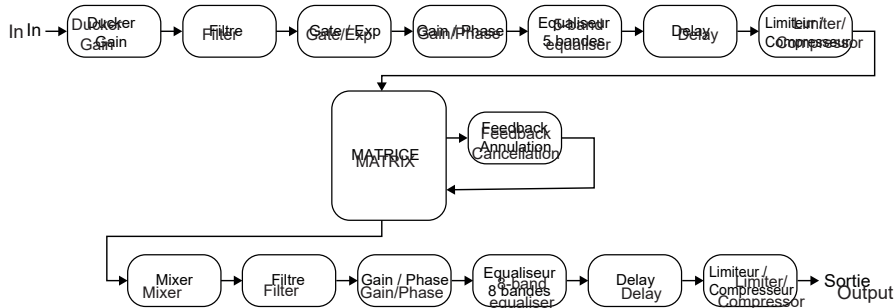 In In
Ducker
Gain
Ducker
Gain
Filtre
Filter
Gate / Exp
Gate/Exp
Gain / Phase
Gain/Phase
Equaliseur
5 bandes
5-band
equaliser
Delay
Delay
Limiteur /
Compresseur
Limiter/
Compressor
MATRICE
MATRIX
Feedback
Annulation
Feedback
Cancellation
Mixer
Mixer
Filtre
Filter
Gain / Phase
Gain/Phase
Equaliseur
8 bandes
8-band
equaliser
Delay
Delay
Limiteur /
Compresseur
Limiter/
Compressor
Sortie
Output